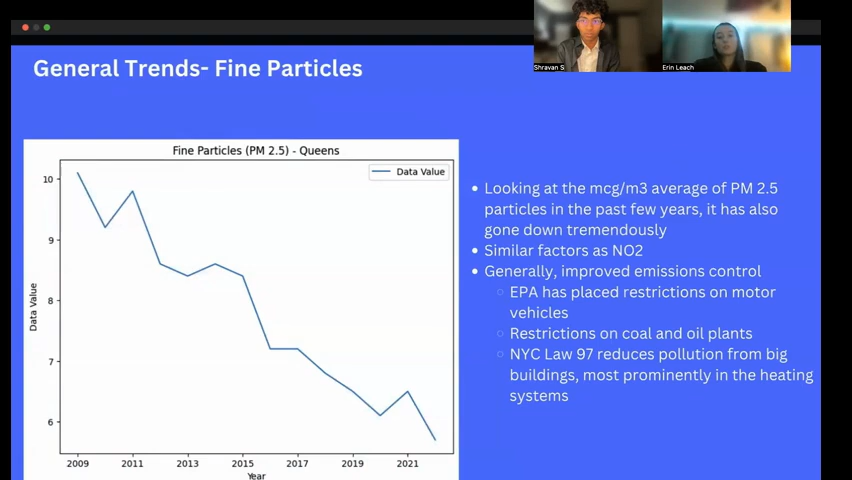 Shravan S.
Erin Leach
General Trends- Fine Particles
Fine Particles (PM 2.5) - Queens
Data Value
10
9
8
7
6
Data Value
2009 2011 2013 2015 2017 2019 2021
Year
Looking at the mcg/m3 average of PM 2.5
particles in the past few years, it has also
gone down tremendously
Similar factors as NO2
Generally, improved emissions control
EPA has placed restrictions on motor
vehicles
Restrictions on coal and oil plants
NYC Law 97 reduces pollution from big
buildings, most prominently in the heating
systems